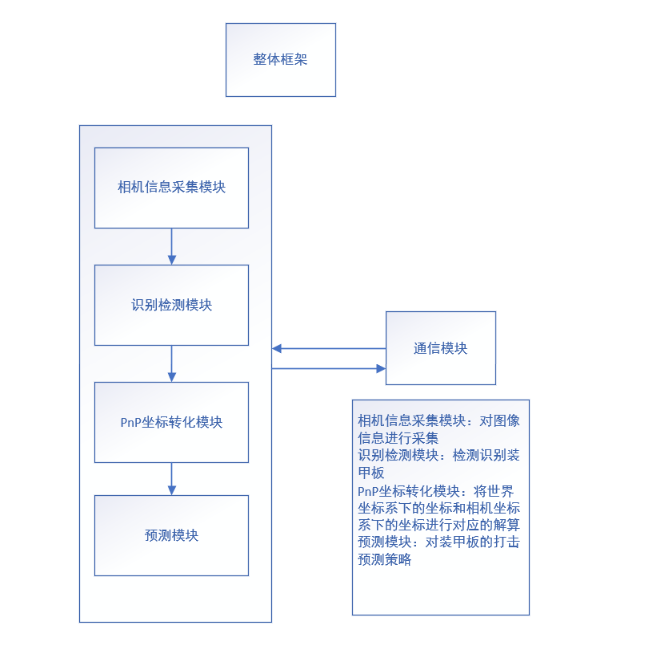 整体框架
相机信息采集模块
识别检测模块
PnP坐标转化模块
预测模块
通信模块
相机信息采集模块：对图像
信息进行采集
识别检测模块：检测识别装
甲板
PnP坐标转化模块：将世界
坐标系下的坐标和相机坐标
系下的坐标进行对应的解算
预测模块：对装甲板的打击
预测策略